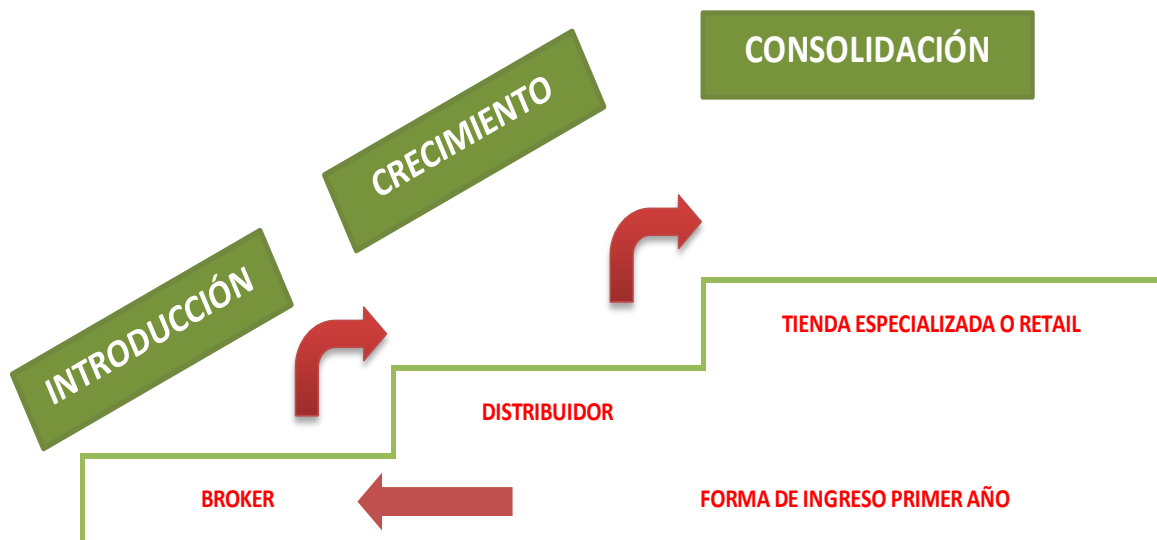 CONSOLIDACIÓN
CRECIMIENTO
INTRODUCCIÓN
TIENDA ESPECIALIZADA O RETAIL
DISTRIBUIDOR
BROKER
FORMA DE INGRESO PRIMER AÑO